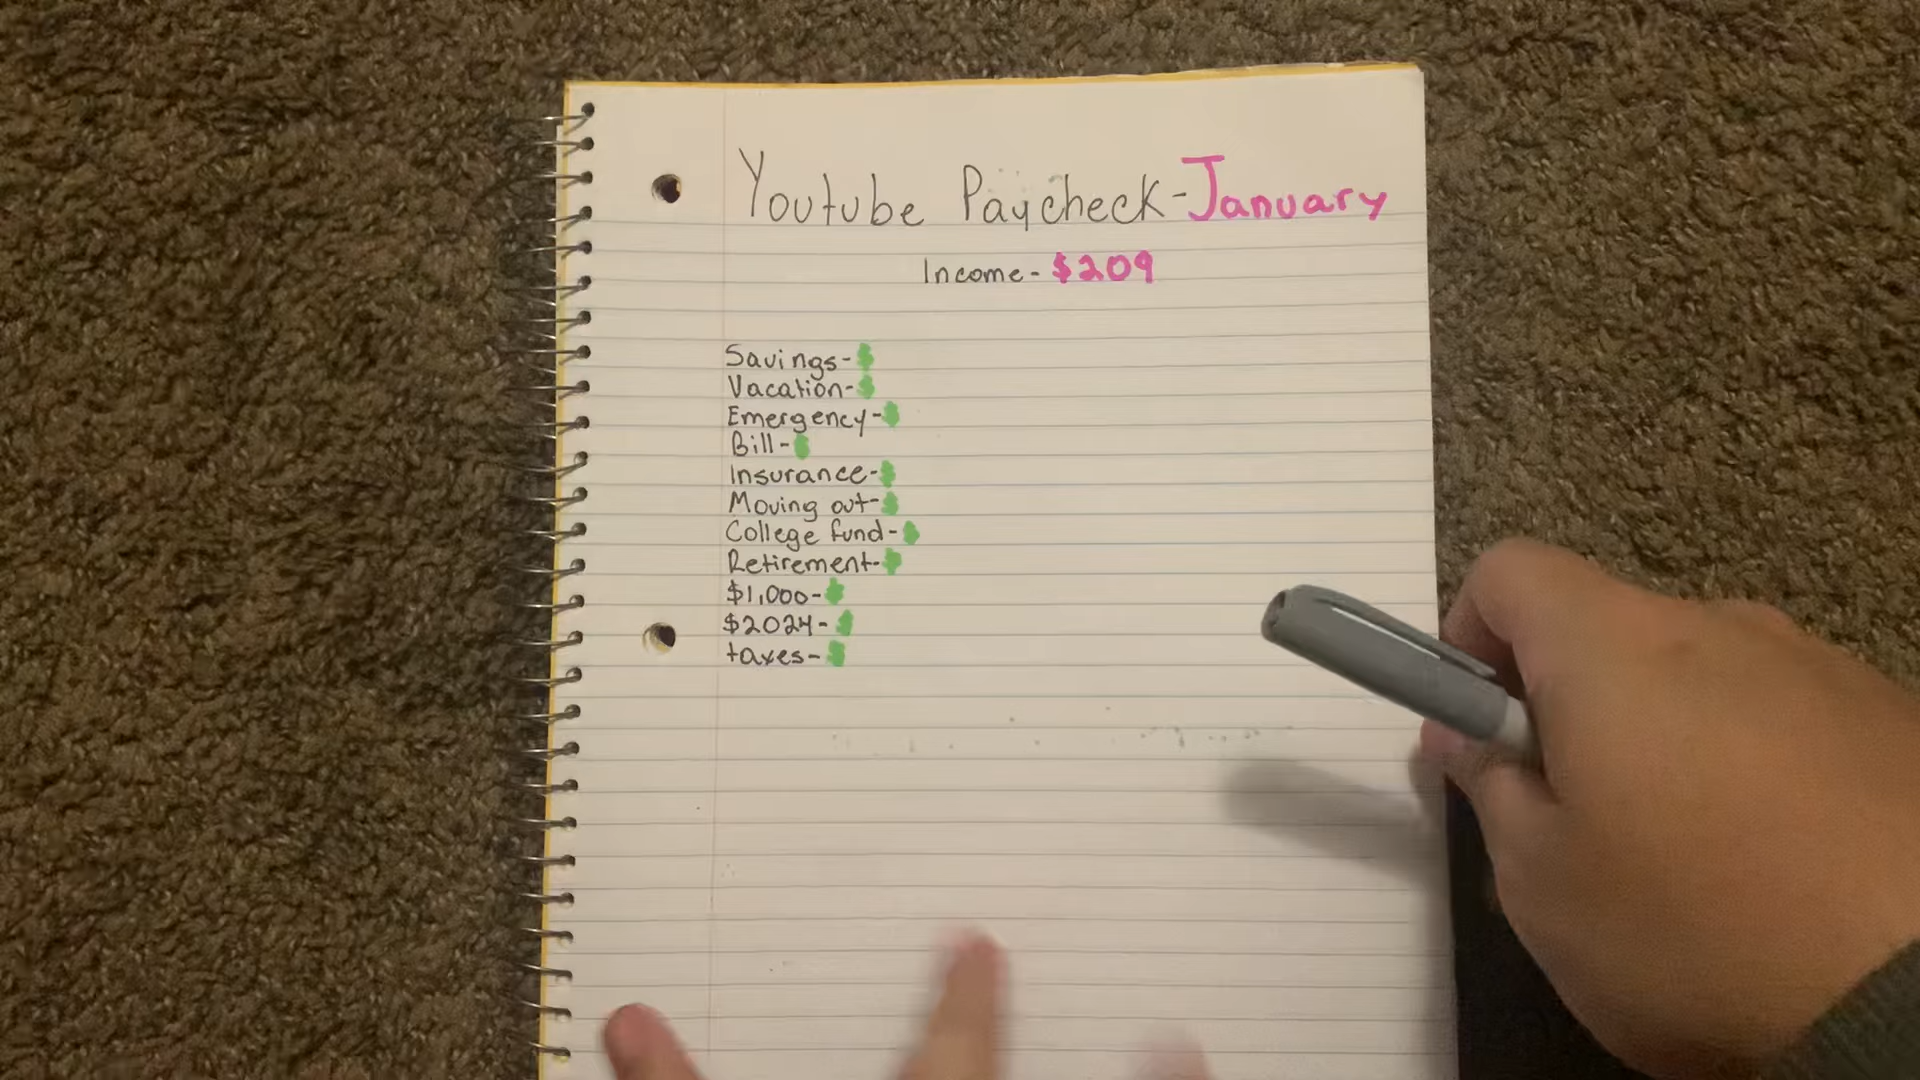 Youtube Paycheck-January
Income-$209
Savings-$
Vacation-$
Emergency-$
Bill-$
Insurance-$
Moving out-$
College fund-$
Retirement-$
$1,000-$
$2024-$
taxes-$